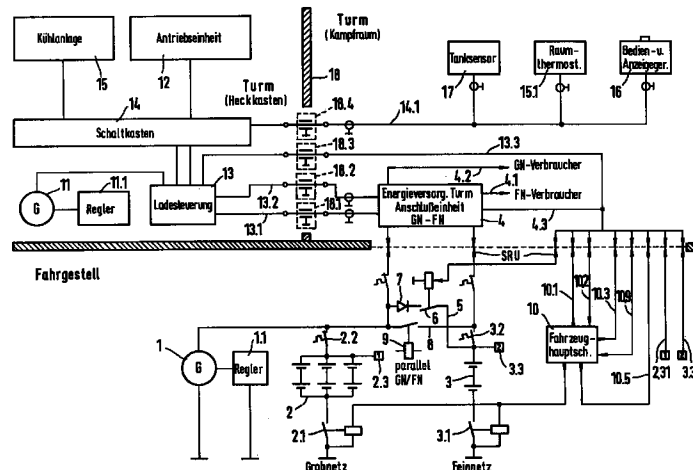 Kühlanlage
15
Antriebseinheit
12
Turm
(Kampfraum)
18
Turm
(Heckkasten)
Tanksensor
17
Raum-
thermost.
15.1
Bedien- u.
Anzeigeger.
16
14
Schaltkasten
18.4
14.1
18.3
13.3
18.2
4.2
GN-Verbraucher
G
11
11.1
Regler
13
Ladesteuerung
13.2
13.1
18.1
Energieversorg. Turm
Anschlußeinheit
GN-FN
4.1
FN-Verbraucher
4
4.3
Fahrgestell
SRU
7
6
5
10.1
10.2
10.3
10.9
10
Fahrzeug-
hauptsch.
10.5
2.31
3.3
1
G
1.1
Regler
2.2
9
8
parallel
GN/FN
3.2
1
2.3
2
3.3
2
3
2.1
3.1
Grobnetz
Feinnetz